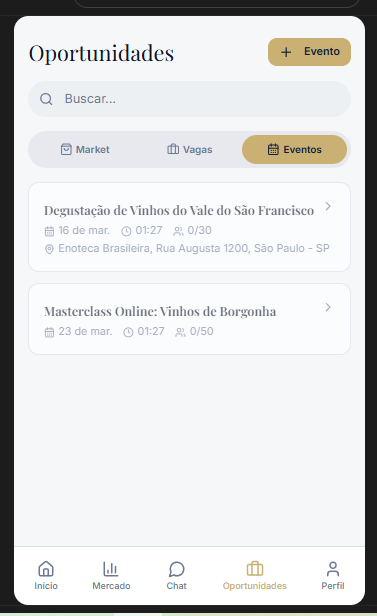 Oportunidades
+ Evento
Buscar...
Market Vagas Eventos
Degustação de Vinhos do Vale do São Francisco
16 de mar. 01:27 0/30
Enoteca Brasileira, Rua Augusta 1200, São Paulo - SP
Masterclass Online: Vinhos de Borgonha
23 de mar. 01:27 0/50
Início Mercado Chat Oportunidades Perfil